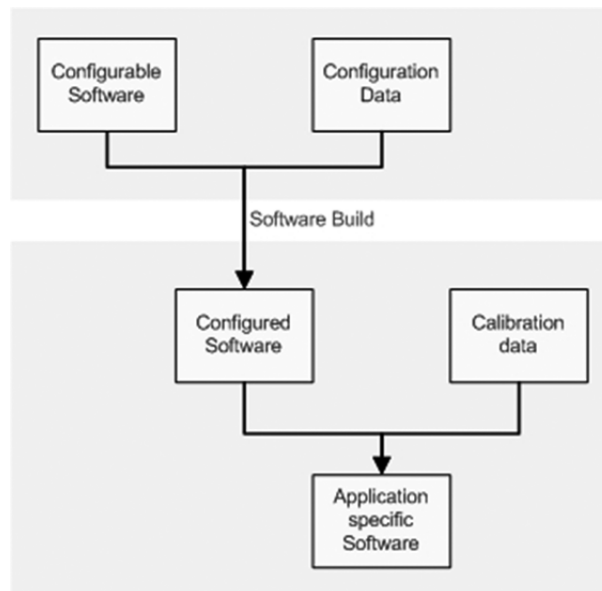 Configurable
Software
Configuration
Data
Software Build
Configured
Software
Calibration
data
Application
specific
Software